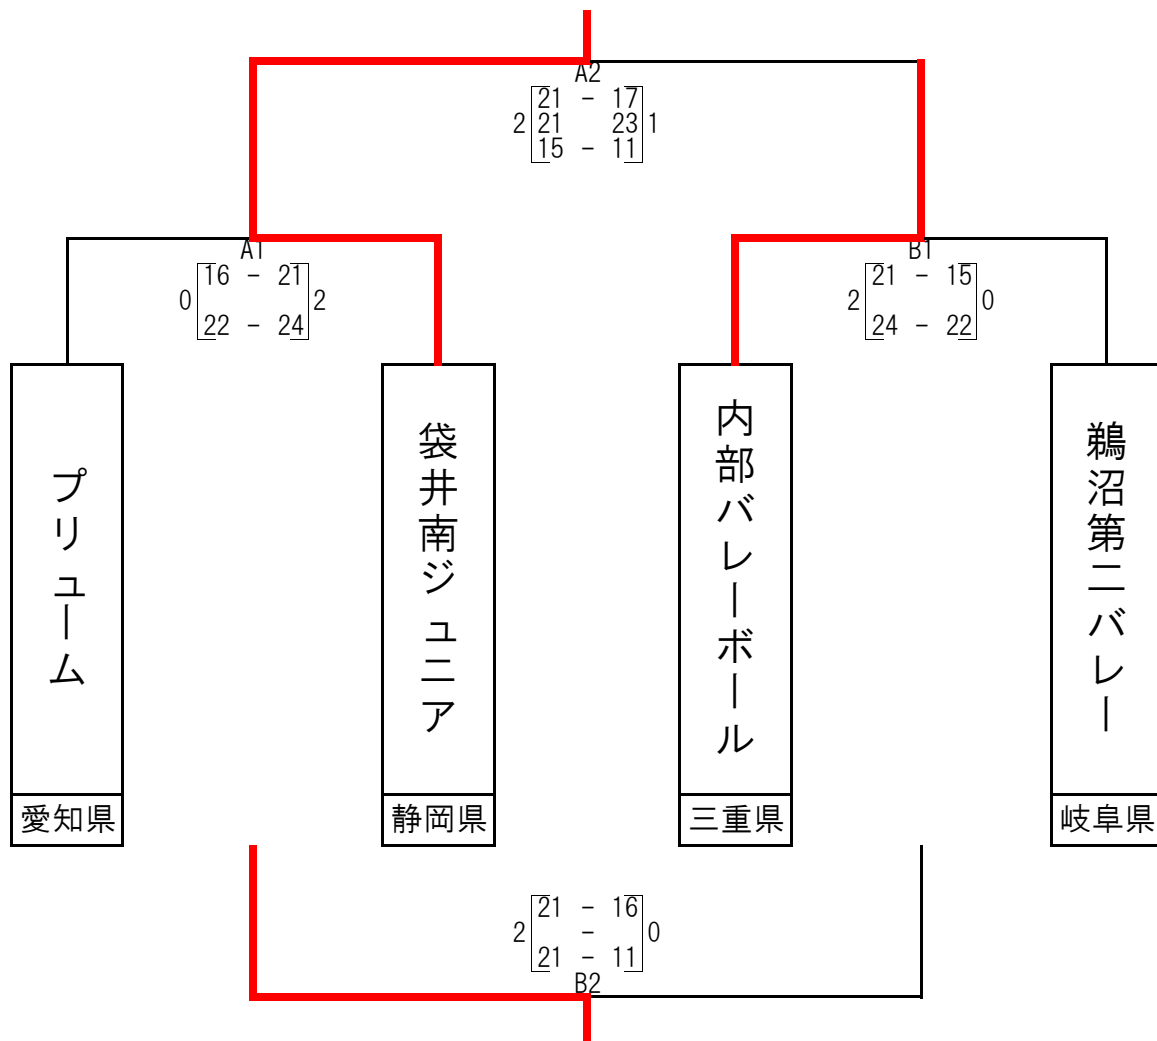 A2
21 - 17
2 21 23 1
15 - 11
A1
16 - 21
0 2
22 - 24
B1
21 - 15
2 0
24 - 22
プリューム
袋井南ジュニア
内部バレーボール
鵜沼第二バレー
愛知県
静岡県
三重県
岐阜県
21 - 16
2 - 0
21 - 11
B2